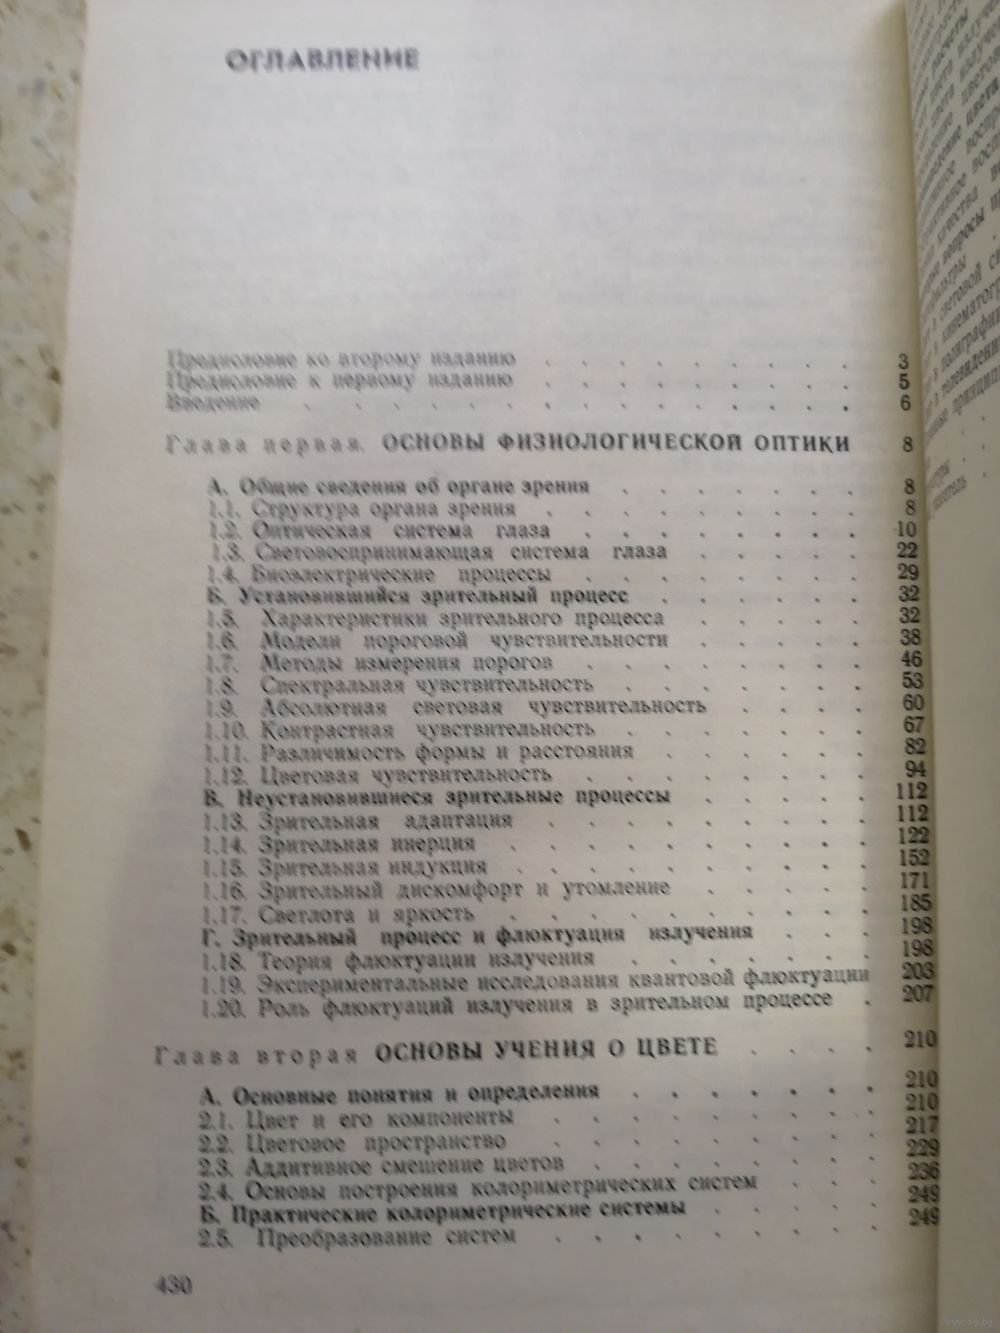 ОГЛАВЛЕНИЕ
Предисловие ко второму изданию . . . . . . . . 3
Предисловие к первому изданию . . . . . . . . 5
Введение . . . . . . . . . . . . . 6
Глава первая. ОСНОВЫ ФИЗИОЛОГИЧЕСКОЙ ОПТИКИ 8
А. Общие сведения об органе зрения . . . . . . 8
1.1. Структура органа зрения . . . . . . . . 8
1.2. Оптическая система глаза . . . . . . . 10
1.3. Световоспринимающая система глаза . . . . 22
1.4. Биоэлектрические процессы . . . . . . . 29
Б. Установившийся зрительный процесс . . . . . 32
1.5. Характеристики зрительного процесса . . . . 32
1.6. Модели пороговой чувствительности . . . . 38
1.7. Методы измерения порогов . . . . . . . 46
1.8. Спектральная чувствительность . . . . . . 53
1.9. Абсолютная световая чувствительность . . . . 60
1.10. Контрастная чувствительность . . . . . . 67
1.11. Различимость формы и расстояния . . . . . 82
1.12. Цветовая чувствительность . . . . . . . 94
В. Неустановившиеся зрительные процессы . . . . 112
1.13. Зрительная адаптация . . . . . . . . 112
1.14. Зрительная инерция . . . . . . . . . 122
1.15. Зрительная индукция . . . . . . . . . 152
1.16. Зрительный дискомфорт и утомление . . . . 171
1.17. Светлота и яркость . . . . . . . . . 185
Г. Зрительный процесс и флюктуация излучения . . . 198
1.18. Теория флюктуации излучения . . . . . . 198
1.19. Экспериментальные исследования квантовой флюктуации 203
1.20. Роль флюктуаций излучения в зрительном процессе . 207
Глава вторая ОСНОВЫ УЧЕНИЯ О ЦВЕТЕ . . . . 210
А. Основные понятия и определения . . . . . . 210
2.1. Цвет и его компоненты . . . . . . . . 210
2.2. Цветовое пространство . . . . . . . . 217
2.3. Аддитивное смешение цветов . . . . . . . 229
2.4. Основы построения колориметрических систем . . . 236
Б. Практические колориметрические системы . . . . 249
2.5. Преобразование систем . . . . . . . . 249
430
www.ay.by